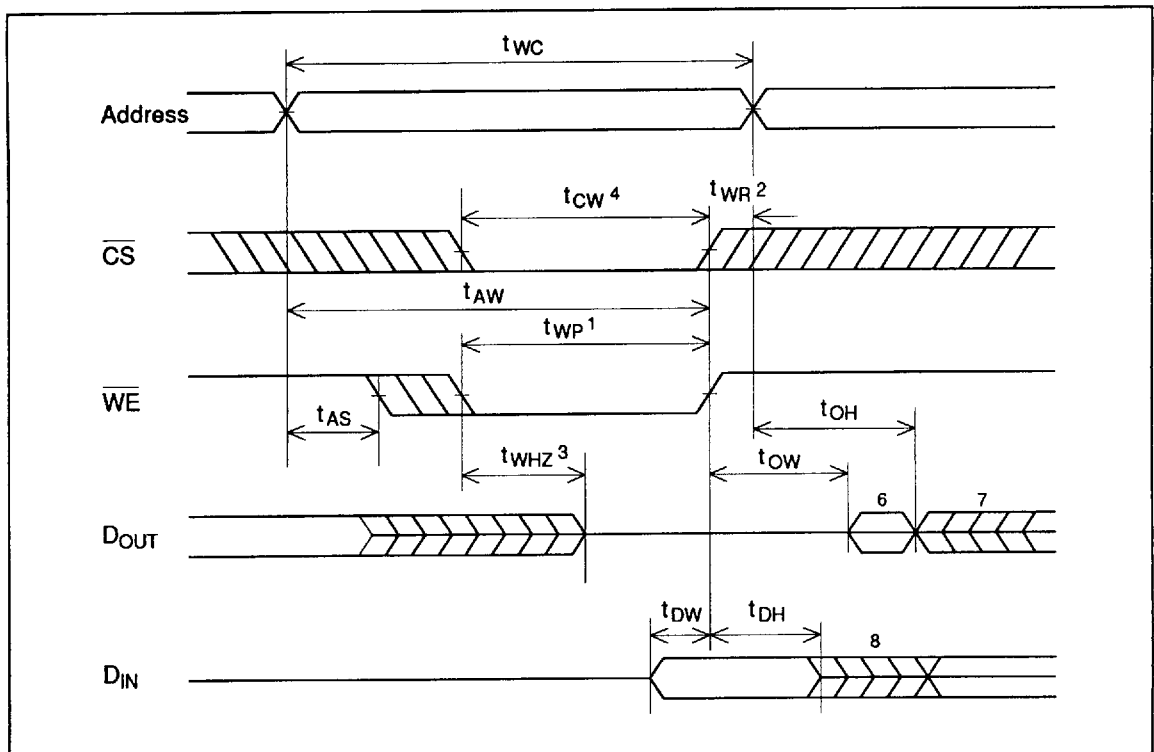 tWC
Address
tCW 4
tWR 2
CS
tAW
tWP 1
WE
tAS
tOH
tWHZ 3
tOW
6
7
DOUT
tDW
tDH
8
DIN